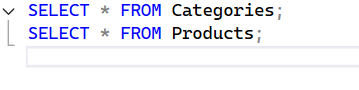 SELECT * FROM Categories;
SELECT * FROM Products;